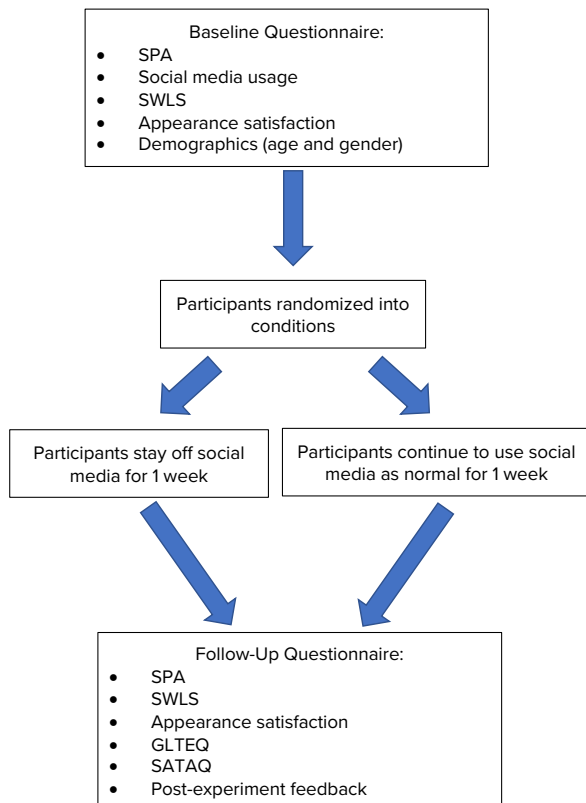 Baseline Questionnaire:
• SPA
• Social media usage
• SWLS
• Appearance satisfaction
• Demographics (age and gender)
Participants randomized into
conditions
Participants stay off social
media for 1 week
Participants continue to use social
media as normal for 1 week
Follow-Up Questionnaire:
• SPA
• SWLS
• Appearance satisfaction
• GLTEQ
• SATAQ
• Post-experiment feedback